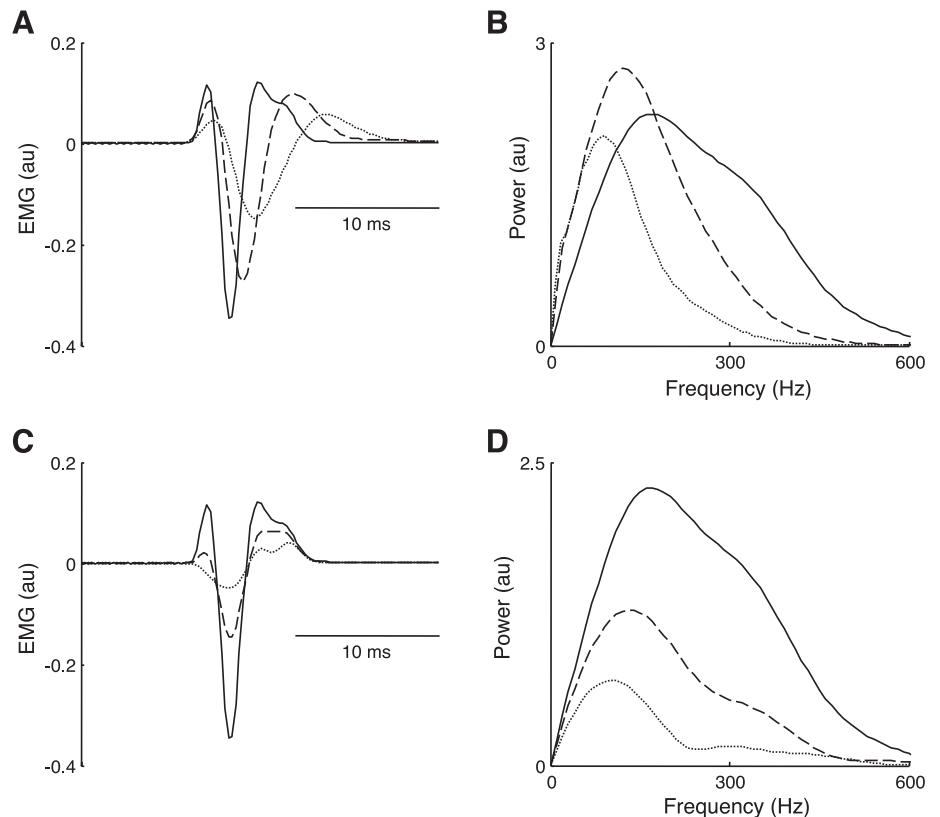 A
0.2
0
-0.2
-0.4
EMG (au)
10 ms
B
3
0
Power (au)
0
300
600
Frequency (Hz)
C
0.2
0
-0.2
-0.4
EMG (au)
10 ms
D
2.5
0
Power (au)
0
300
600
Frequency (Hz)